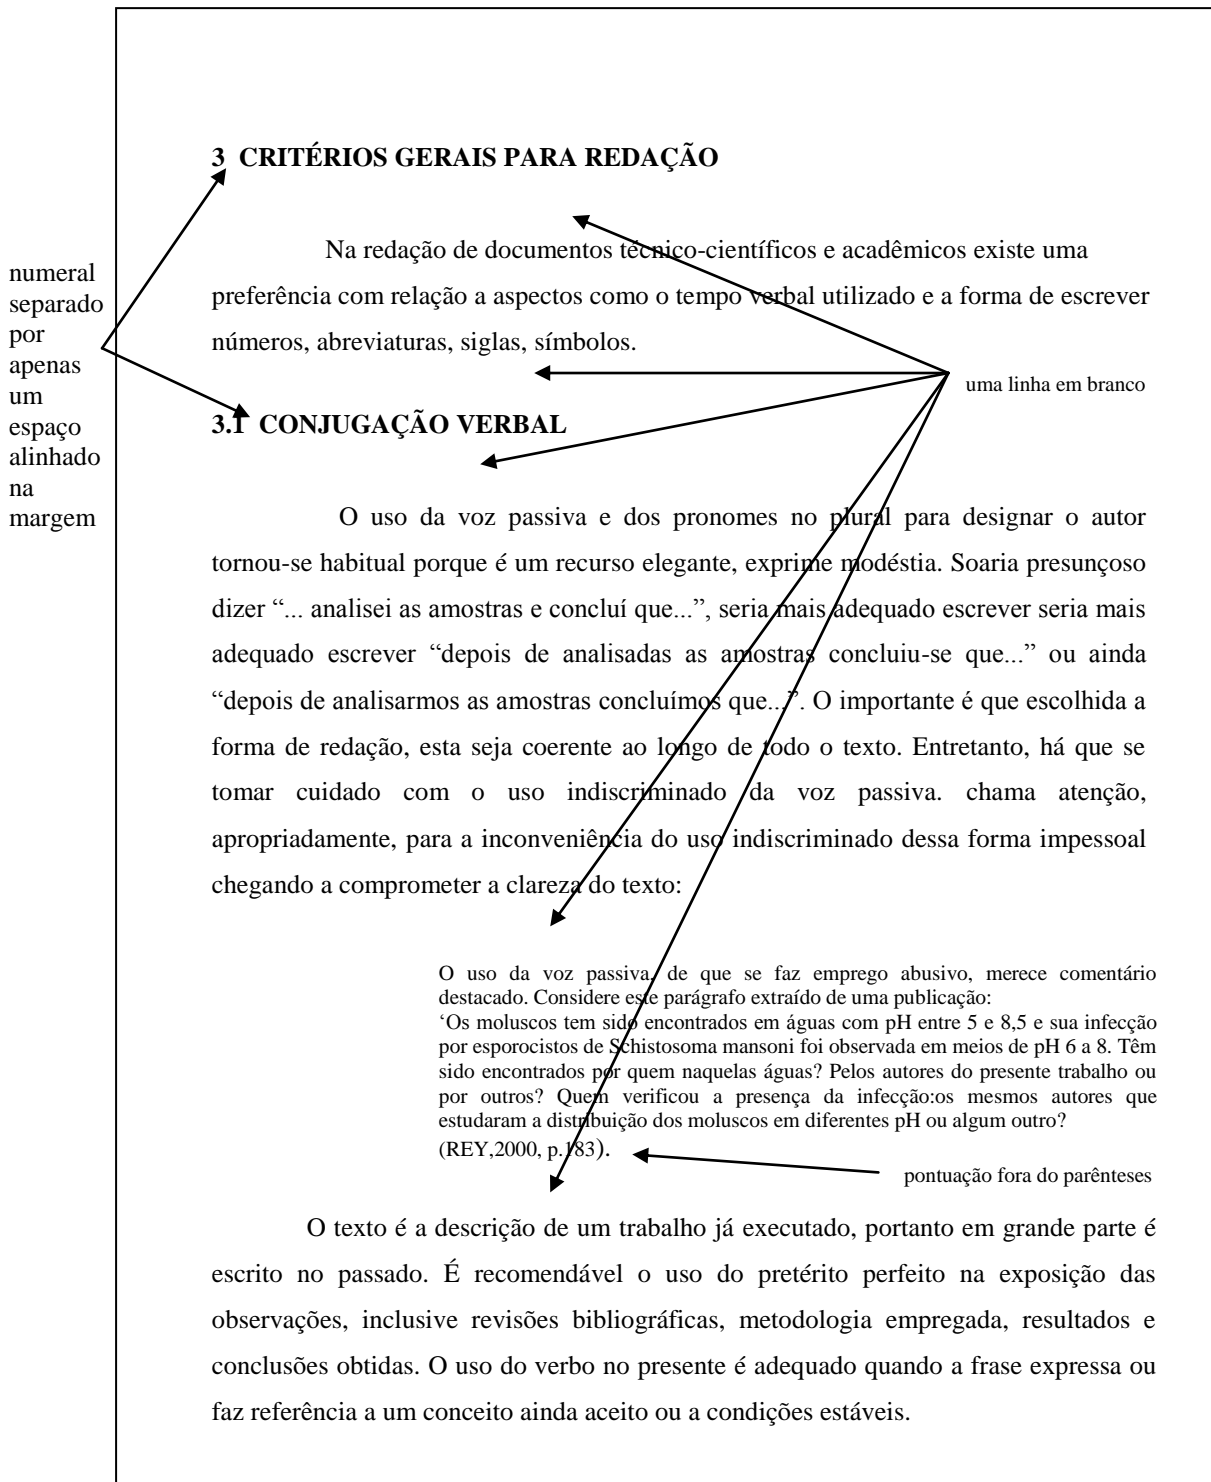 3 CRITÉRIOS GERAIS PARA REDAÇÃO
Na redação de documentos técnico-científicos e acadêmicos existe uma
preferência com relação a aspectos como o tempo verbal utilizado e a forma de escrever
números, abreviaturas, siglas, símbolos.
numeral
separado
por
apenas
um
espaço
alinhado
na
margem
uma linha em branco
3.1 CONJUGAÇÃO VERBAL
O uso da voz passiva e dos pronomes no plural para designar o autor
tornou-se habitual porque é um recurso elegante, exprime modéstia. Soaria presunçoso
dizer “... analisei as amostras e concluí que...”, seria mais adequado escrever seria mais
adequado escrever “depois de analisadas as amostras concluiu-se que...” ou ainda
“depois de analisarmos as amostras concluímos que...”. O importante é que escolhida a
forma de redação, esta seja coerente ao longo de todo o texto. Entretanto, há que se
tomar cuidado com o uso indiscriminado da voz passiva. chama atenção,
apropriadamente, para a inconveniência do uso indiscriminado dessa forma impessoal
chegando a comprometer a clareza do texto:
O uso da voz passiva, de que se faz emprego abusivo, merece comentário
destacado. Considere este parágrafo extraído de uma publicação:
‘Os moluscos tem sido encontrados em águas com pH entre 5 e 8,5 e sua infecção
por esporocistos de Schistosoma mansoni foi observada em meios de pH 6 a 8. Têm
sido encontrados por quem naquelas águas? Pelos autores do presente trabalho ou
por outros? Quem verificou a presença da infecção:os mesmos autores que
estudaram a distribuição dos moluscos em diferentes pH ou algum outro?
(REY,2000, p.183).
pontuação fora do parênteses
O texto é a descrição de um trabalho já executado, portanto em grande parte é
escrito no passado. É recomendável o uso do pretérito perfeito na exposição das
observações, inclusive revisões bibliográficas, metodologia empregada, resultados e
conclusões obtidas. O uso do verbo no presente é adequado quando a frase expressa ou
faz referência a um conceito ainda aceito ou a condições estáveis.